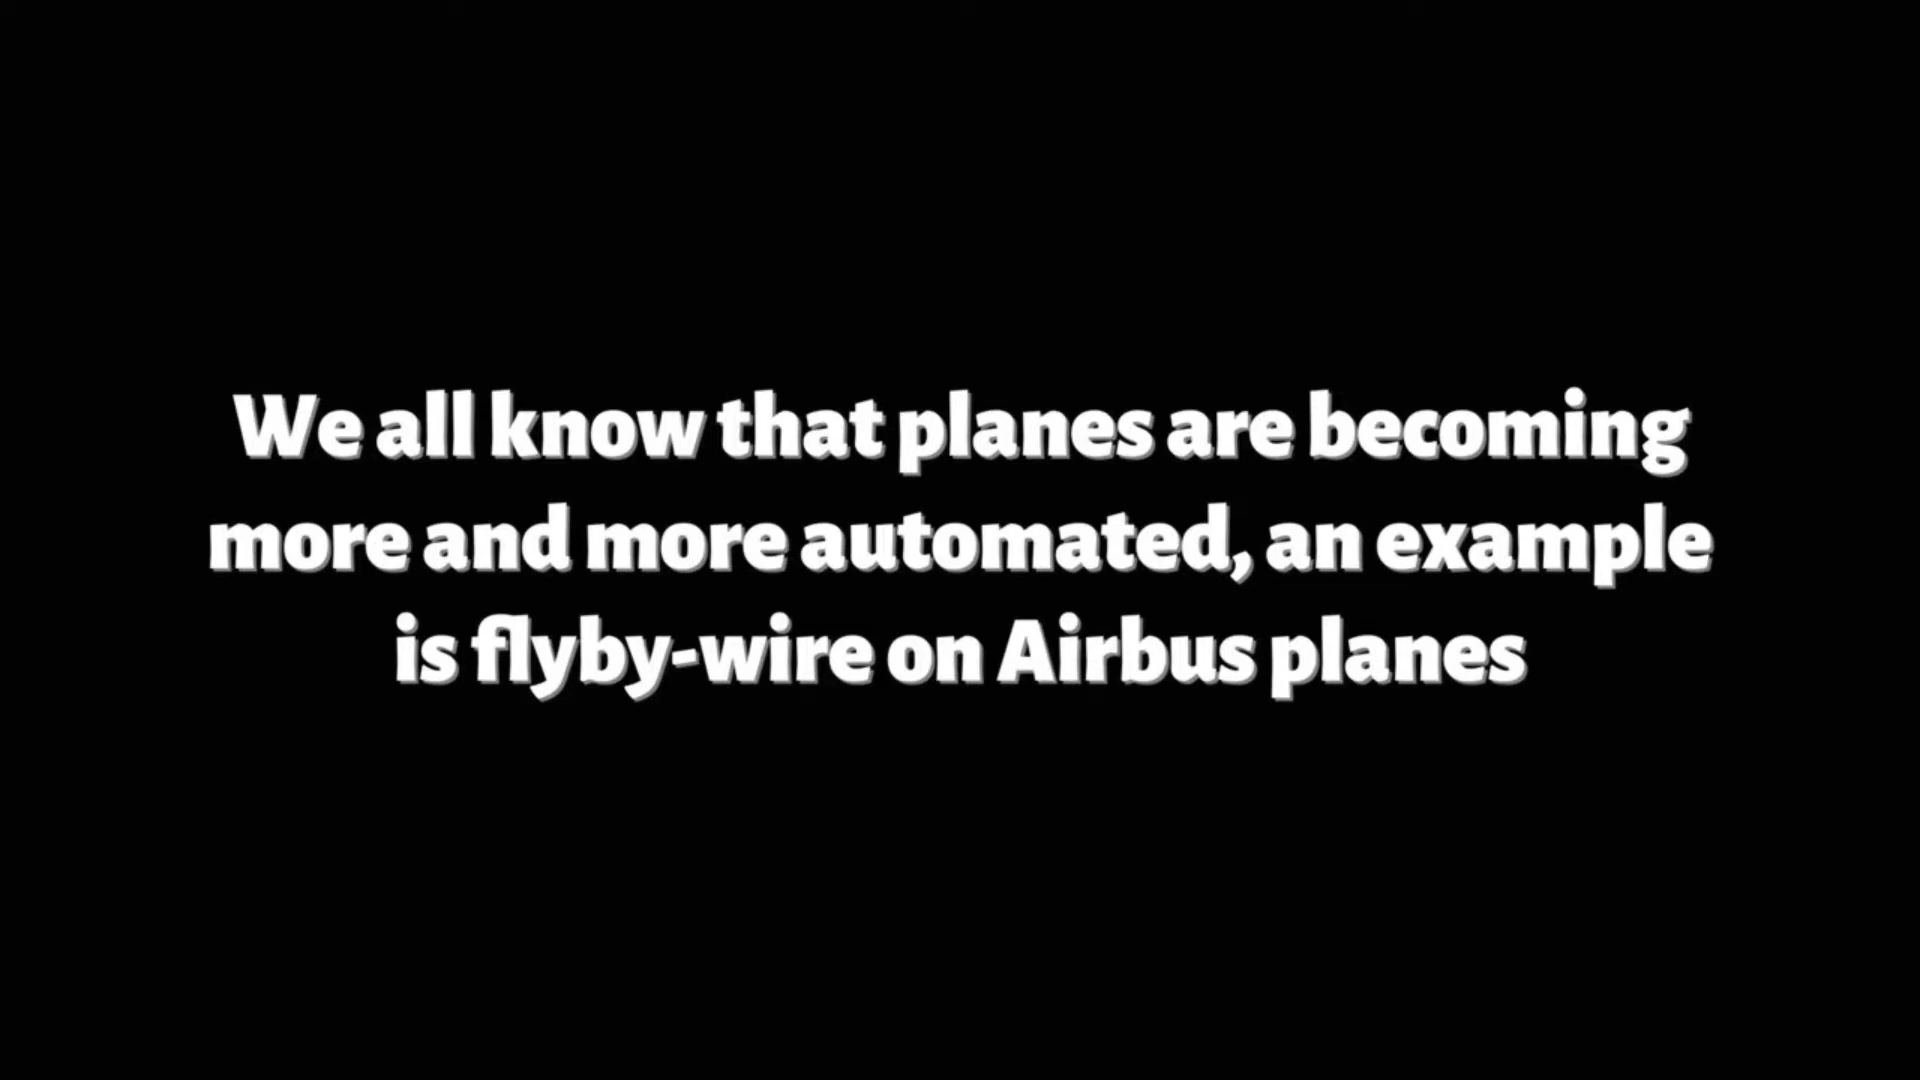 We all know that planes are becoming
more and more automated, an example
is flyby-wire on Airbus planes